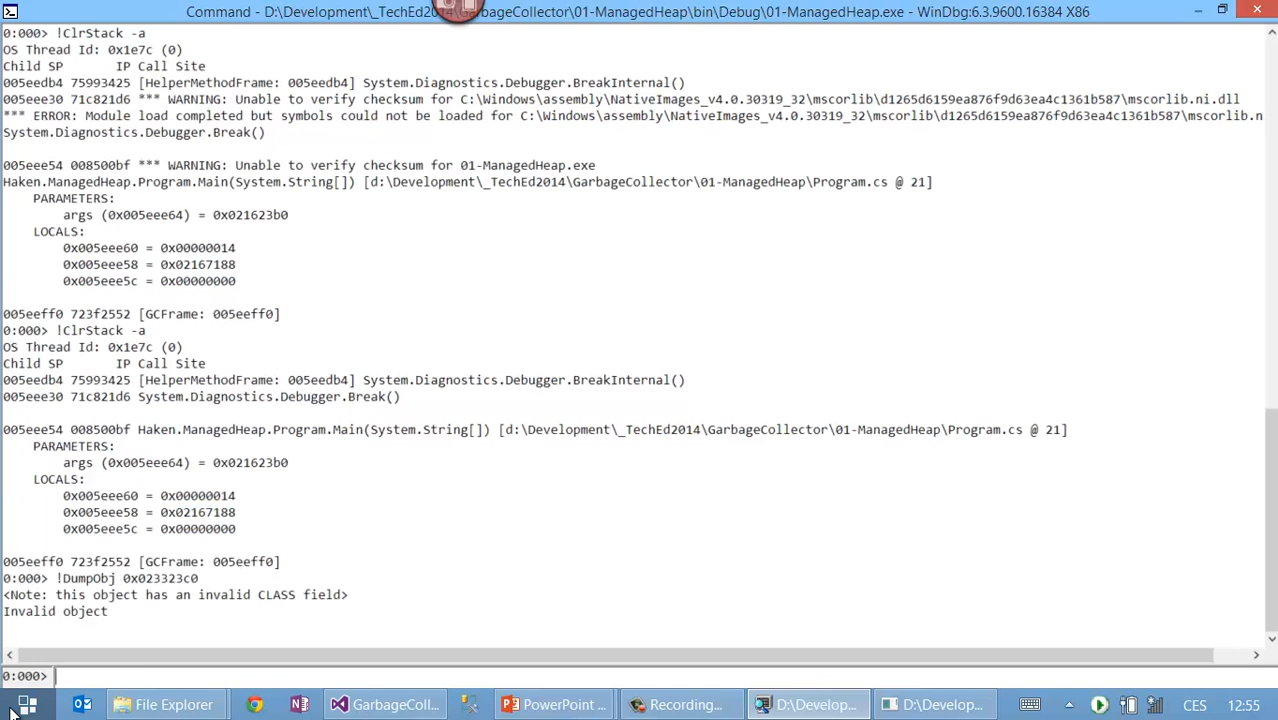 Command - D:\Development\_TechEd2014\GarbageCollector\01-ManagedHeap\bin\Debug\01-ManagedHeap.exe - WinDbg:6.3.9600.16384 X86
0:000> !ClrStack -a
OS Thread Id: 0x1e7c (0)
Child SP       IP Call Site
005eedb4 75993425 [HelperMethodFrame: 005eedb4] System.Diagnostics.Debugger.BreakInternal()
005eee30 71c821d6 *** WARNING: Unable to verify checksum for C:\Windows\assembly\NativeImages_v4.0.30319_32\mscorlib\d1265d6159ea876f9d63ea4c1361b587\mscorlib.ni.dll
*** ERROR: Module load completed but symbols could not be loaded for C:\Windows\assembly\NativeImages_v4.0.30319_32\mscorlib\d1265d6159ea876f9d63ea4c1361b587\mscorlib.n
System.Diagnostics.Debugger.Break()
005eee54 008500bf *** WARNING: Unable to verify checksum for 01-ManagedHeap.exe
Haken.ManagedHeap.Program.Main(System.String[]) [d:\Development\_TechEd2014\GarbageCollector\01-ManagedHeap\Program.cs @ 21]
    PARAMETERS:
        args (0x005eee64) = 0x021623b0
    LOCALS:
        0x005eee60 = 0x00000014
        0x005eee58 = 0x02167188
        0x005eee5c = 0x00000000
005eeff0 723f2552 [GCFrame: 005eeff0]
0:000> !ClrStack -a
OS Thread Id: 0x1e7c (0)
Child SP       IP Call Site
005eedb4 75993425 [HelperMethodFrame: 005eedb4] System.Diagnostics.Debugger.BreakInternal()
005eee30 71c821d6 System.Diagnostics.Debugger.Break()
005eee54 008500bf Haken.ManagedHeap.Program.Main(System.String[]) [d:\Development\_TechEd2014\GarbageCollector\01-ManagedHeap\Program.cs @ 21]
    PARAMETERS:
        args (0x005eee64) = 0x021623b0
    LOCALS:
        0x005eee60 = 0x00000014
        0x005eee58 = 0x02167188
        0x005eee5c = 0x00000000
005eeff0 723f2552 [GCFrame: 005eeff0]
0:000> !DumpObj 0x023323c0
<Note: this object has an invalid CLASS field>
Invalid object
0:000>
File Explorer GarbageColl... PowerPoint ... Recording... D:\Develop... D:\Develop... CES 12:55